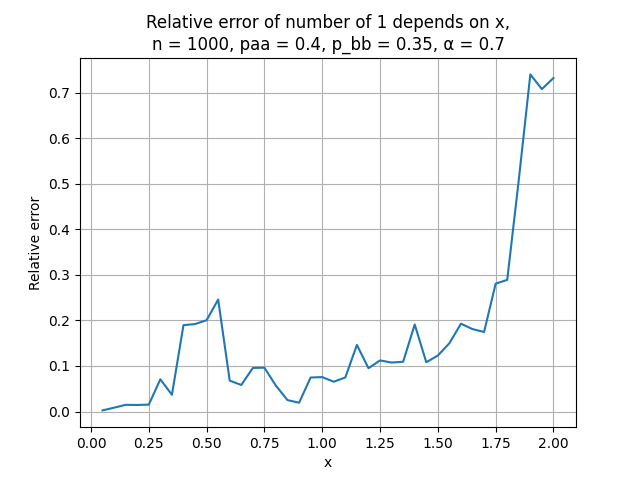 Relative error of number of 1 depends on x,
n = 1000, paa = 0.4, p_bb = 0.35, α = 0.7
0.7
0.6
0.5
0.4
0.3
0.2
0.1
0.0
Relative error
0.00 0.25 0.50 0.75 1.00 1.25 1.50 1.75 2.00
x